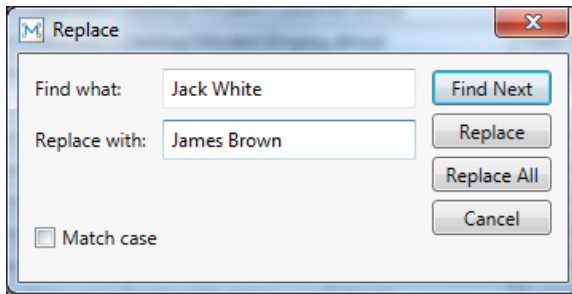 Replace
Find what: Jack White Find Next
Replace with: James Brown Replace
Replace All
Cancel
Match case